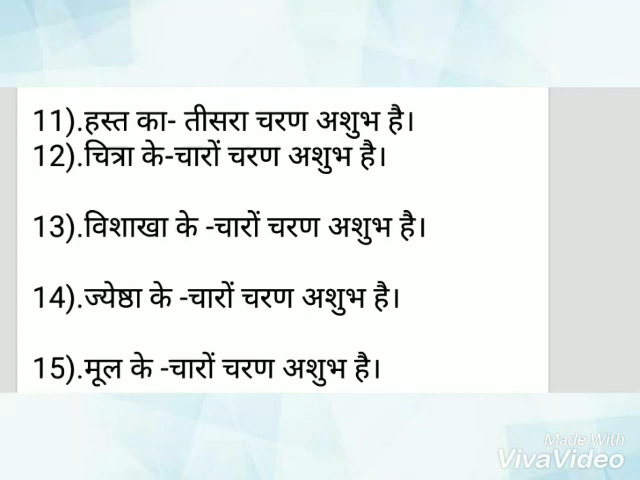 11).हस्त का- तीसरा चरण अशुभ है।
12).चित्रा के-चारों चरण अशुभ है।
13).विशाखा के -चारों चरण अशुभ है।
14).ज्येष्ठा के -चारों चरण अशुभ है।
15).मूल के -चारों चरण अशुभ है।
Made With
VivaVideo